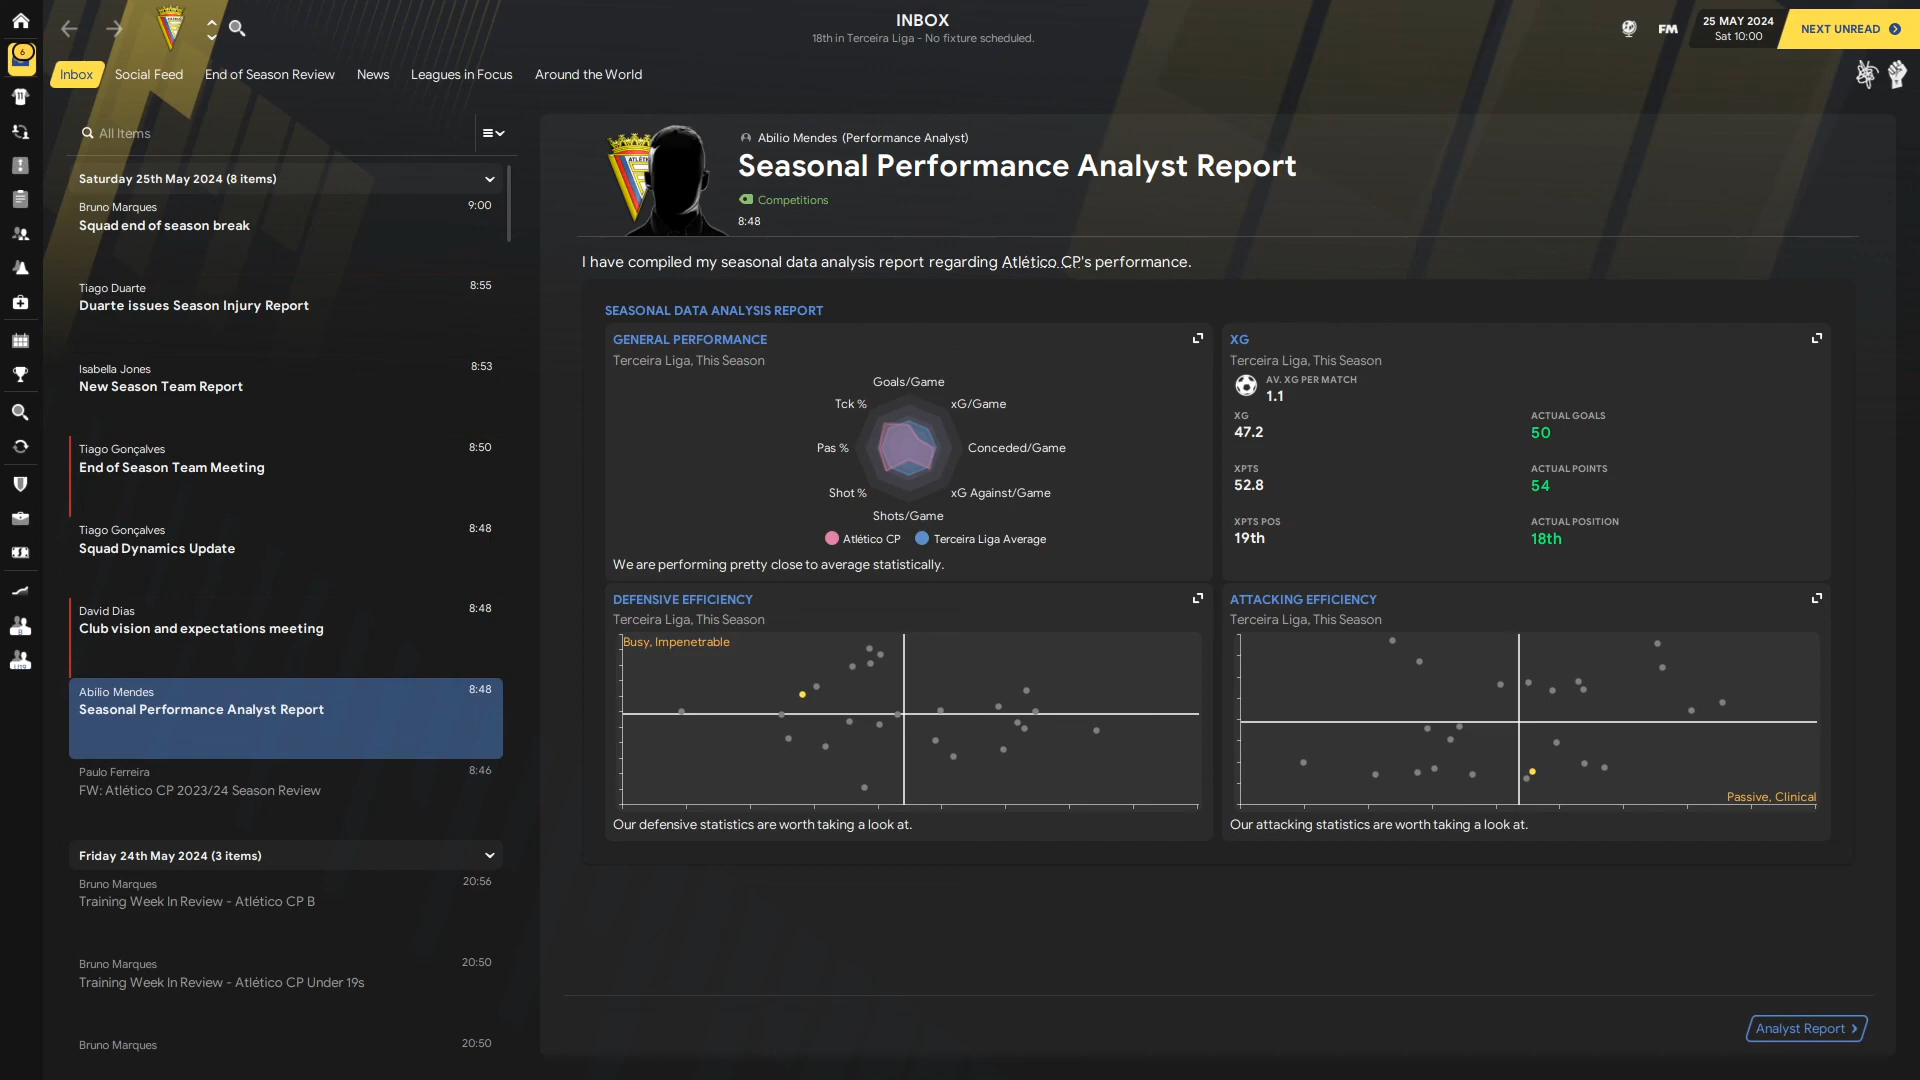 INBOX
18th in Terceira Liga - No fixture scheduled.
FM
25 MAY 2024
Sat 10:00
NEXT UNREAD
6
Inbox
Social Feed
End of Season Review
News
Leagues in Focus
Around the World
All Items
Saturday 25th May 2024 (8 items)
Bruno Marques
9:00
Squad end of season break
Tiago Duarte
8:55
Duarte issues Season Injury Report
Isabella Jones
8:53
New Season Team Report
Tiago Gonçalves
8:50
End of Season Team Meeting
Tiago Gonçalves
8:48
Squad Dynamics Update
David Dias
8:48
Club vision and expectations meeting
Abílio Mendes
8:48
Seasonal Performance Analyst Report
Paulo Ferreira
8:46
FW: Atlético CP 2023/24 Season Review
Friday 24th May 2024 (3 items)
Bruno Marques
20:56
Training Week In Review - Atlético CP B
Bruno Marques
20:50
Training Week In Review - Atlético CP Under 19s
Bruno Marques
20:50
Abílio Mendes (Performance Analyst)
Seasonal Performance Analyst Report
Competitions
8:48
I have compiled my seasonal data analysis report regarding Atlético CP's performance.
SEASONAL DATA ANALYSIS REPORT
GENERAL PERFORMANCE
Terceira Liga, This Season
Goals/Game
Tck %
xG/Game
Pas %
Conceded/Game
Shot %
xG Against/Game
Shots/Game
Atlético CP
Terceira Liga Average
We are performing pretty close to average statistically.
XG
Terceira Liga, This Season
AV. XG PER MATCH
1.1
XG
ACTUAL GOALS
47.2
50
XPTS
ACTUAL POINTS
52.8
54
XPTS POS
ACTUAL POSITION
19th
18th
DEFENSIVE EFFICIENCY
Terceira Liga, This Season
Busy, Impenetrable
Our defensive statistics are worth taking a look at.
ATTACKING EFFICIENCY
Terceira Liga, This Season
Passive, Clinical
Our attacking statistics are worth taking a look at.
Analyst Report